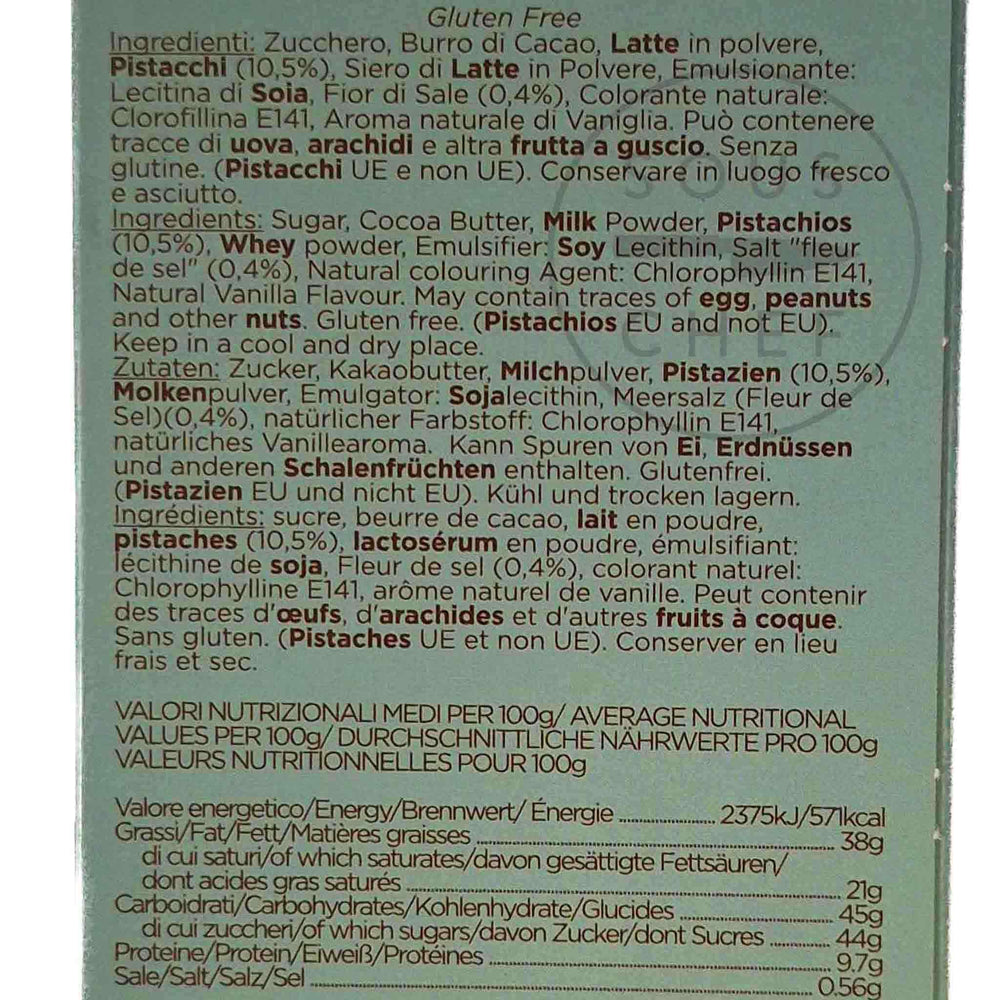 Gluten Free
Ingredienti: Zucchero, Burro di Cacao, Latte in polvere,
Pistacchi (10,5%), Siero di Latte in Polvere, Emulsionante:
Lecitina di Soia, Fior di Sale (0,4%), Colorante naturale:
Clorofillina E141, Aroma naturale di Vaniglia. Può contenere
tracce di uova, arachidi e altra frutta a guscio. Senza
glutine. (Pistacchi UE e non UE). Conservare in luogo fresco
e asciutto.
Ingredients: Sugar, Cocoa Butter, Milk Powder, Pistachios
(10,5%), Whey powder, Emulsifier: Soy Lecithin, Salt "fleur
de sel" (0,4%), Natural colouring Agent: Chlorophyllin E141,
Natural Vanilla Flavour. May contain traces of egg, peanuts
and other nuts. Gluten free. (Pistachios EU and not EU).
Keep in a cool and dry place.
Zutaten: Zucker, Kakaobutter, Milchpulver, Pistazien (10,5%),
Molkenpulver, Emulgator: Sojalecithin, Meersalz (Fleur de
Sel)(0,4%), natürlicher Farbstoff: Chlorophyllin E141,
natürliches Vanillearoma. Kann Spuren von Ei, Erdnüssen
und anderen Schalenfrüchten enthalten. Glutenfrei.
(Pistazien EU und nicht EU). Kühl und trocken lagern.
Ingrédients: sucre, beurre de cacao, lait en poudre,
pistaches (10,5%), lactosérum en poudre, émulsifiant:
lécithine de soja, Fleur de sel (0,4%), colorant naturel:
Chlorophylline E141, arôme naturel de vanille. Peut contenir
des traces d'œufs, d'arachides et d'autres fruits à coque.
Sans gluten. (Pistaches UE et non UE). Conserver en lieu
frais et sec.
VALORI NUTRIZIONALI MEDI PER 100g/ AVERAGE NUTRITIONAL
VALUES PER 100g/ DURCHSCHNITTLICHE NÄHRWERTE PRO 100g
VALEURS NUTRITIONNELLES POUR 100g
Valore energetico/Energy/Brennwert/ Énergie 2375kJ/571kcal
Grassi/Fat/Fett/Matières graisses 38g
di cui saturi/of which saturates/davon gesättigte Fettsäuren/
dont acides gras saturés 21g
Carboidrati/Carbohydrates/Kohlenhydrate/Glucides 45g
di cui zuccheri/of which sugars/davon Zucker/dont Sucres 44g
Proteine/Protein/Eiweiß/Protéines 9.7g
Sale/Salt/Salz/Sel 0.56g
SOUS
CHEF